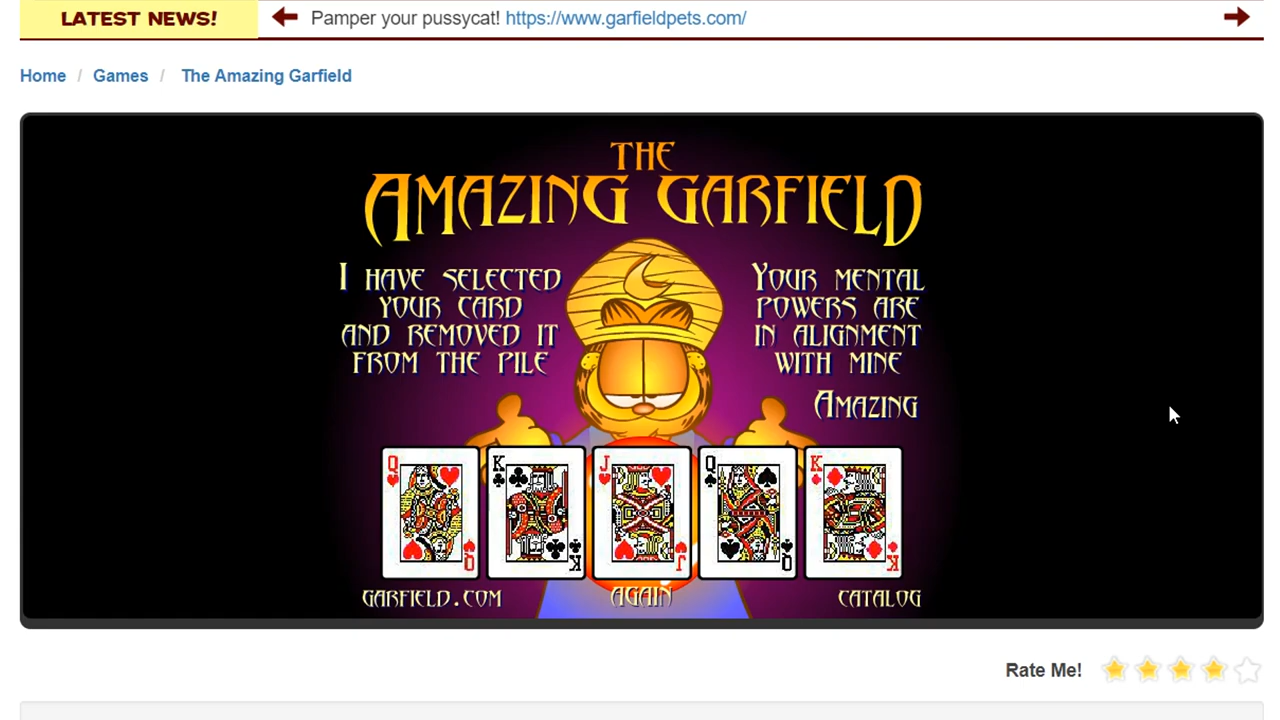 LATEST NEWS!
Pamper your pussycat! https://www.garfieldpets.com/
Home / Games / The Amazing Garfield
THE
AMAZING GARFIELD
I HAVE SELECTED
YOUR CARD
AND REMOVED IT
FROM THE PILE
YOUR MENTAL
POWERS ARE
IN ALIGNMENT
WITH MINE
AMAZING
Q K J Q K
Q K J Q K
GARFIELD.COM AGAIN CATALOG
Rate Me!